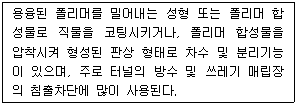 용융된 폴리머를 밀어내는 성형 또는 폴리머 합
성물로 직물을 코팅시키거나, 폴리머 합성물을
압착시켜 형성된 판상 형태로 차수 및 분리기능
이 있으며, 주로 터널의 방수 및 쓰레기 매립장
의 침출차단에 많이 사용된다.